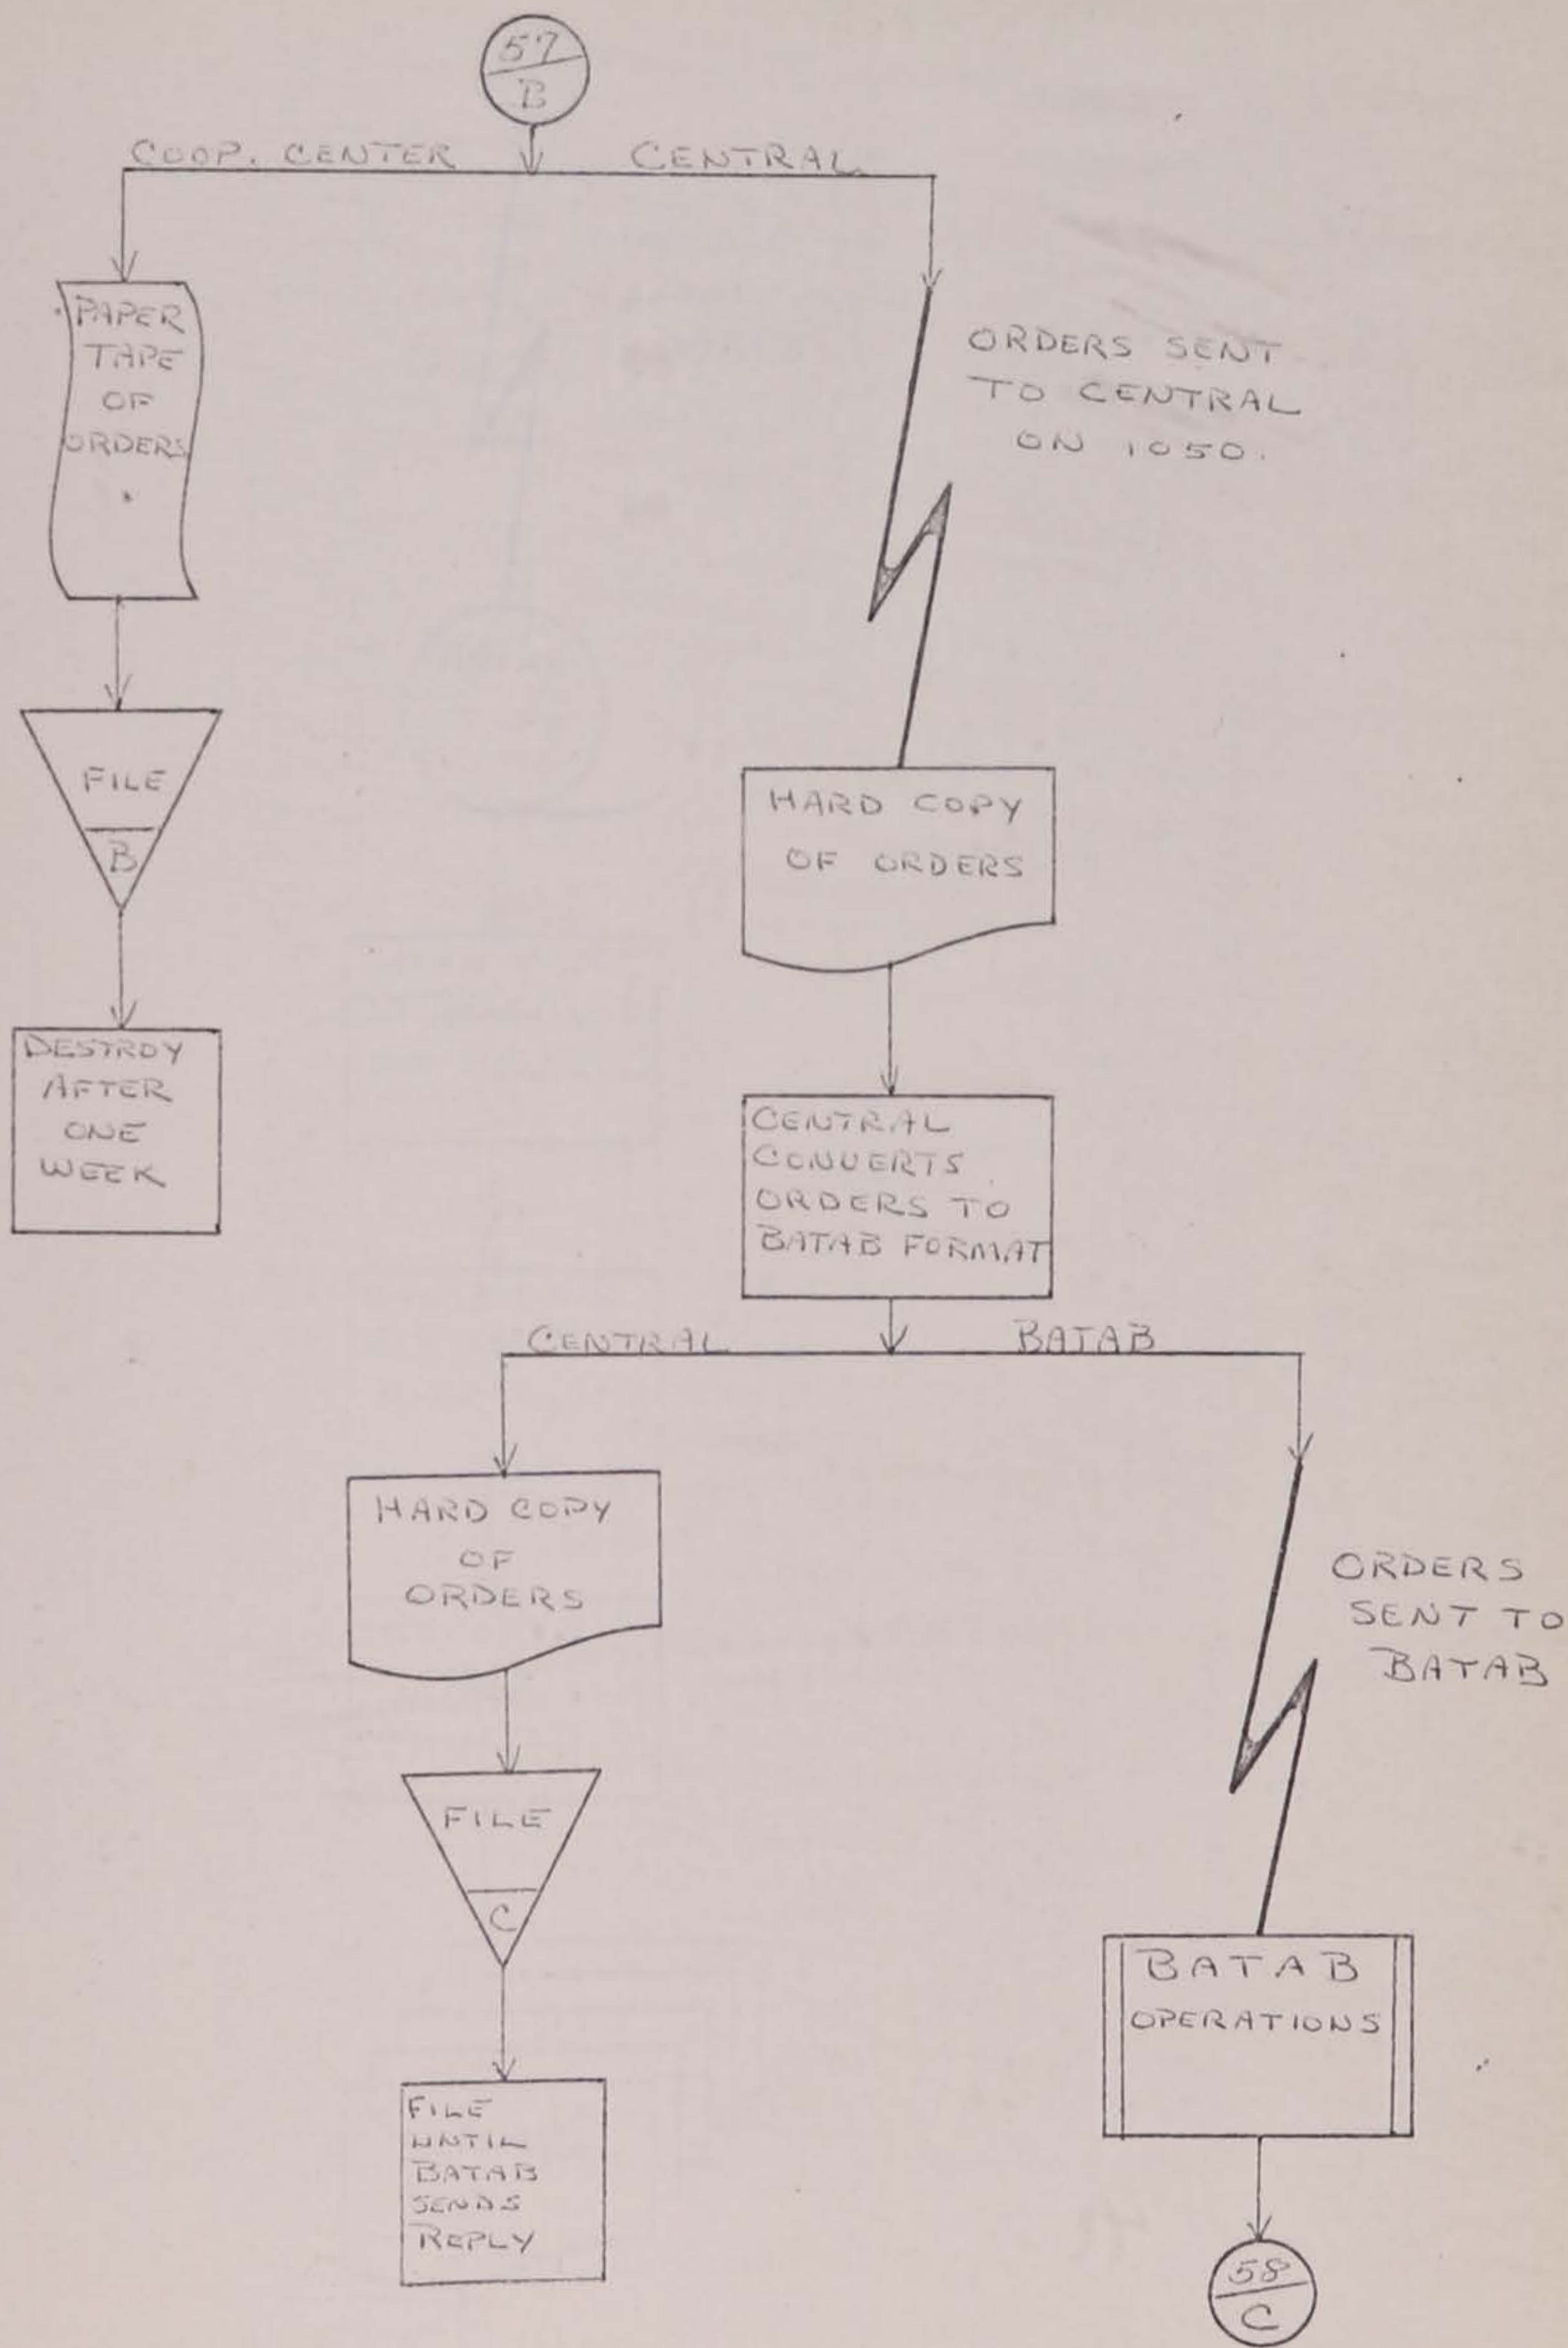 57
B
COOP. CENTER
CENTRAL
PAPER
TAPE
OF
ORDERS
FILE
B
DESTROY
AFTER
ONE
WEEK
ORDERS SENT
TO CENTRAL
ON 1050.
HARD COPY
OF ORDERS
CENTRAL
CONVERTS
ORDERS TO
BATAB FORMAT
CENTRAL
BATAB
HARD COPY
OF
ORDERS
FILE
C
FILE
UNTIL
BATAB
SENDS
REPLY
ORDERS
SENT TO
BATAB
BATAB
OPERATIONS
58
C